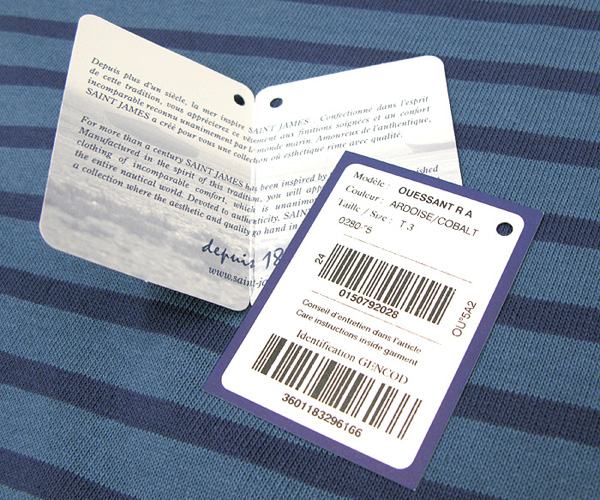 Depuis plus d'un siècle, la mer inspire SAINT JAMES. Confectionné dans l'esprit
de cette tradition, vous apprécierez ce vêtement aux finitions soignées et au confort
incomparable reconnu unanimement par le monde marin. Amoureux de l'authentique,
SAINT JAMES a créé pour vous une collection où esthétique rime avec qualité.
For more than a century SAINT JAMES has been inspired by
Manufactured in the spirit of this tradition, you will
clothing of incomparable comfort, which is unanimously
the entire nautical world. Devoted to authenticity, SAINT
a collection where the aesthetic and quality go hand in
depuis 18
www.saint-ja
Modèle : OUESSANT R A
Couleur : ARDOISE/COBALT
Taille / Size : T 3
24
0150792028
OU°5A2
Conseil d'entretien dans l'article
Care instructions inside garment
Identification GENCOD
3601183296166